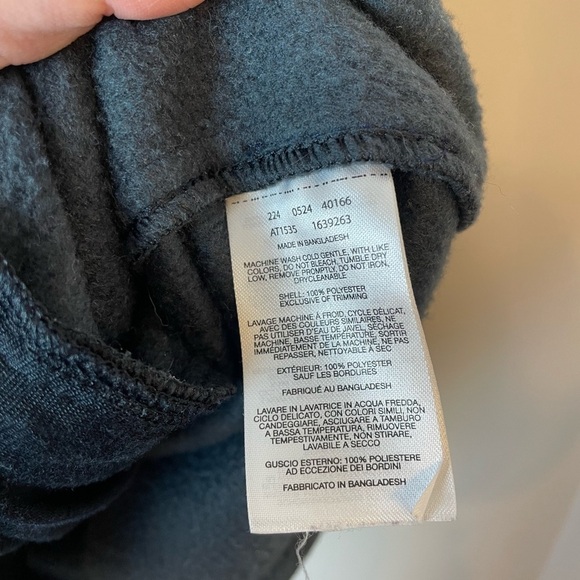 224 0524 40166
AT1535 1639263
MADE IN BANGLADESH
MACHINE WASH COLD GENTLE, WITH LIKE
COLORS, DO NOT BLEACH, TUMBLE DRY
LOW, REMOVE PROMPTLY, DO NOT IRON,
DRYCLEANABLE
SHELL: 100% POLYESTER
EXCLUSIVE OF TRIMMING
LAVAGE MACHINE À FROID, CYCLE DÉLICAT,
AVEC DES COULEURS SIMILAIRES, NE
PAS UTILISER D'EAU DE JAVEL, SÉCHAGE
MACHINE, BASSE TEMPÉRATURE, SORTIR
IMMÉDIATEMENT DE LA MACHINE, NE PAS
REPASSER, NETTOYABLE À SEC
EXTÉRIEUR: 100% POLYESTER
SAUF LES BORDURES
FABRIQUÉ AU BANGLADESH
LAVARE IN LAVATRICE IN ACQUA FREDDA,
CICLO DELICATO, CON COLORI SIMILI, NON
CANDEGGIARE, ASCIUGARE A TAMBURO
A BASSA TEMPERATURA, RIMUOVERE
TEMPESTIVAMENTE, NON STIRARE,
LAVABILE A SECCO
GUSCIO ESTERNO: 100% POLIESTERE
AD ECCEZIONE DEI BORDINI
FABBRICATO IN BANGLADESH